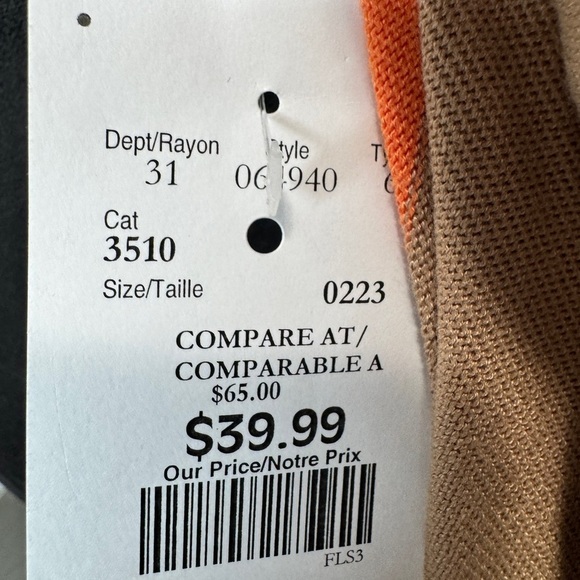 Dept/Rayon
31 940
Cat
3510
Size/Taille 0223
COMPARE AT/
COMPARABLE A
$65.00
$39.99
Our Price/Notre Prix
FLS3